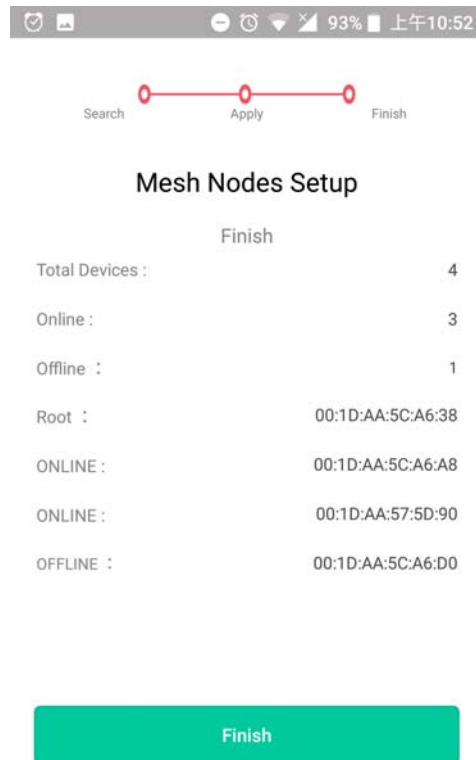 93% 上午10:52
Search Apply Finish
Mesh Nodes Setup
Finish
Total Devices : 4
Online : 3
Offline : 1
Root : 00:1D:AA:5C:A6:38
ONLINE : 00:1D:AA:5C:A6:A8
ONLINE : 00:1D:AA:57:5D:90
OFFLINE : 00:1D:AA:5C:A6:D0
Finish